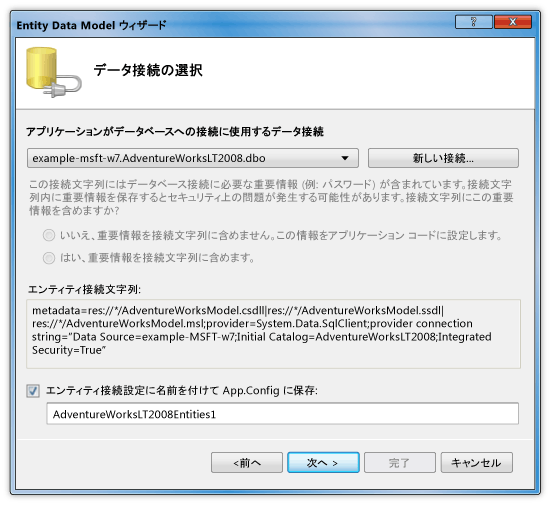 Entity Data Model ウィザード
データ接続の選択
アプリケーションがデータベースへの接続に使用するデータ接続
example-msft-w7.AdventureWorksLT2008.dbo
新しい接続...
この接続文字列にはデータベース接続に必要な重要情報 (例: パスワード) が含まれています。接続文字
列内に重要情報を保存するとセキュリティ上の問題が発生する可能性があります。接続文字列にこの重要
情報を含めますか?
いいえ、重要情報を接続文字列に含めません。この情報をアプリケーション コードに設定します。
はい、重要情報を接続文字列に含めます。
エンティティ接続文字列:
metadata=res://*/AdventureWorksModel.csdll|res://*/AdventureWorksModel.ssdl|
res://*/AdventureWorksModel.msl;provider=System.Data.SqlClient;provider connection
string="Data Source=example-MSFT-w7;Initial Catalog=AdventureWorksLT2008;Integrated
Security=True"
エンティティ接続設定に名前を付けて App.Config に保存:
AdventureWorksLT2008Entities1
<前へ
次へ >
完了
キャンセル